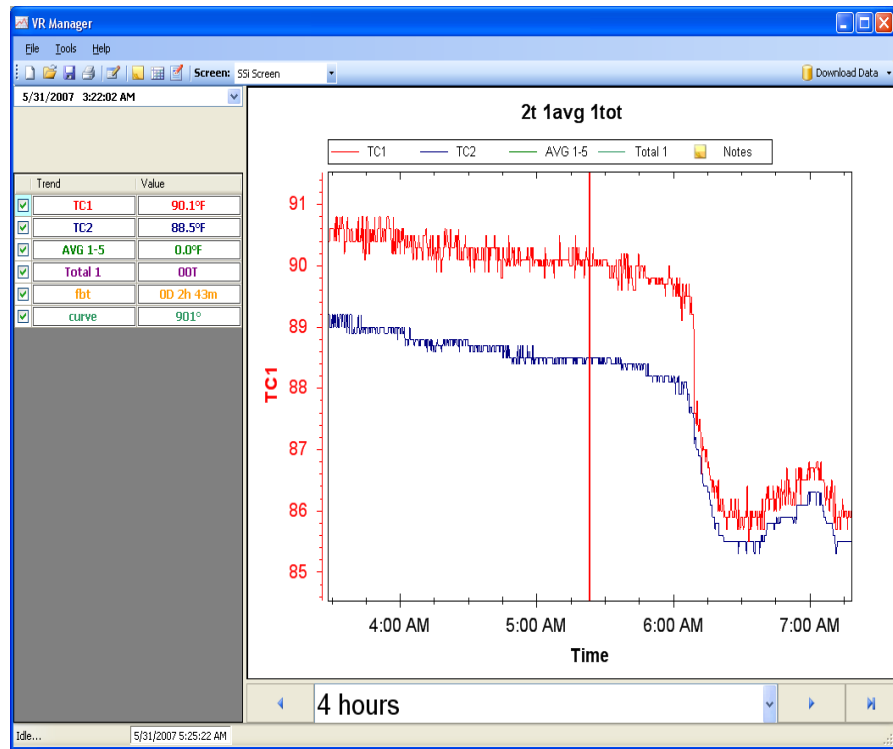 VR Manager
File Tools Help
Screen: SSi Screen Download Data
5/31/2007 3:22:02 AM
Trend Value
TC1 90.1°F
TC2 88.5°F
AVG 1-5 0.0°F
Total 1 00T
fbt 0D 2h 43m
curve 901°
2t 1avg 1tot
TC1 TC2 AVG 1-5 Total 1 Notes
91
90
89
88
87
86
85
TC1
4:00 AM 5:00 AM 6:00 AM 7:00 AM
Time
4 hours
Idle... 5/31/2007 5:25:22 AM